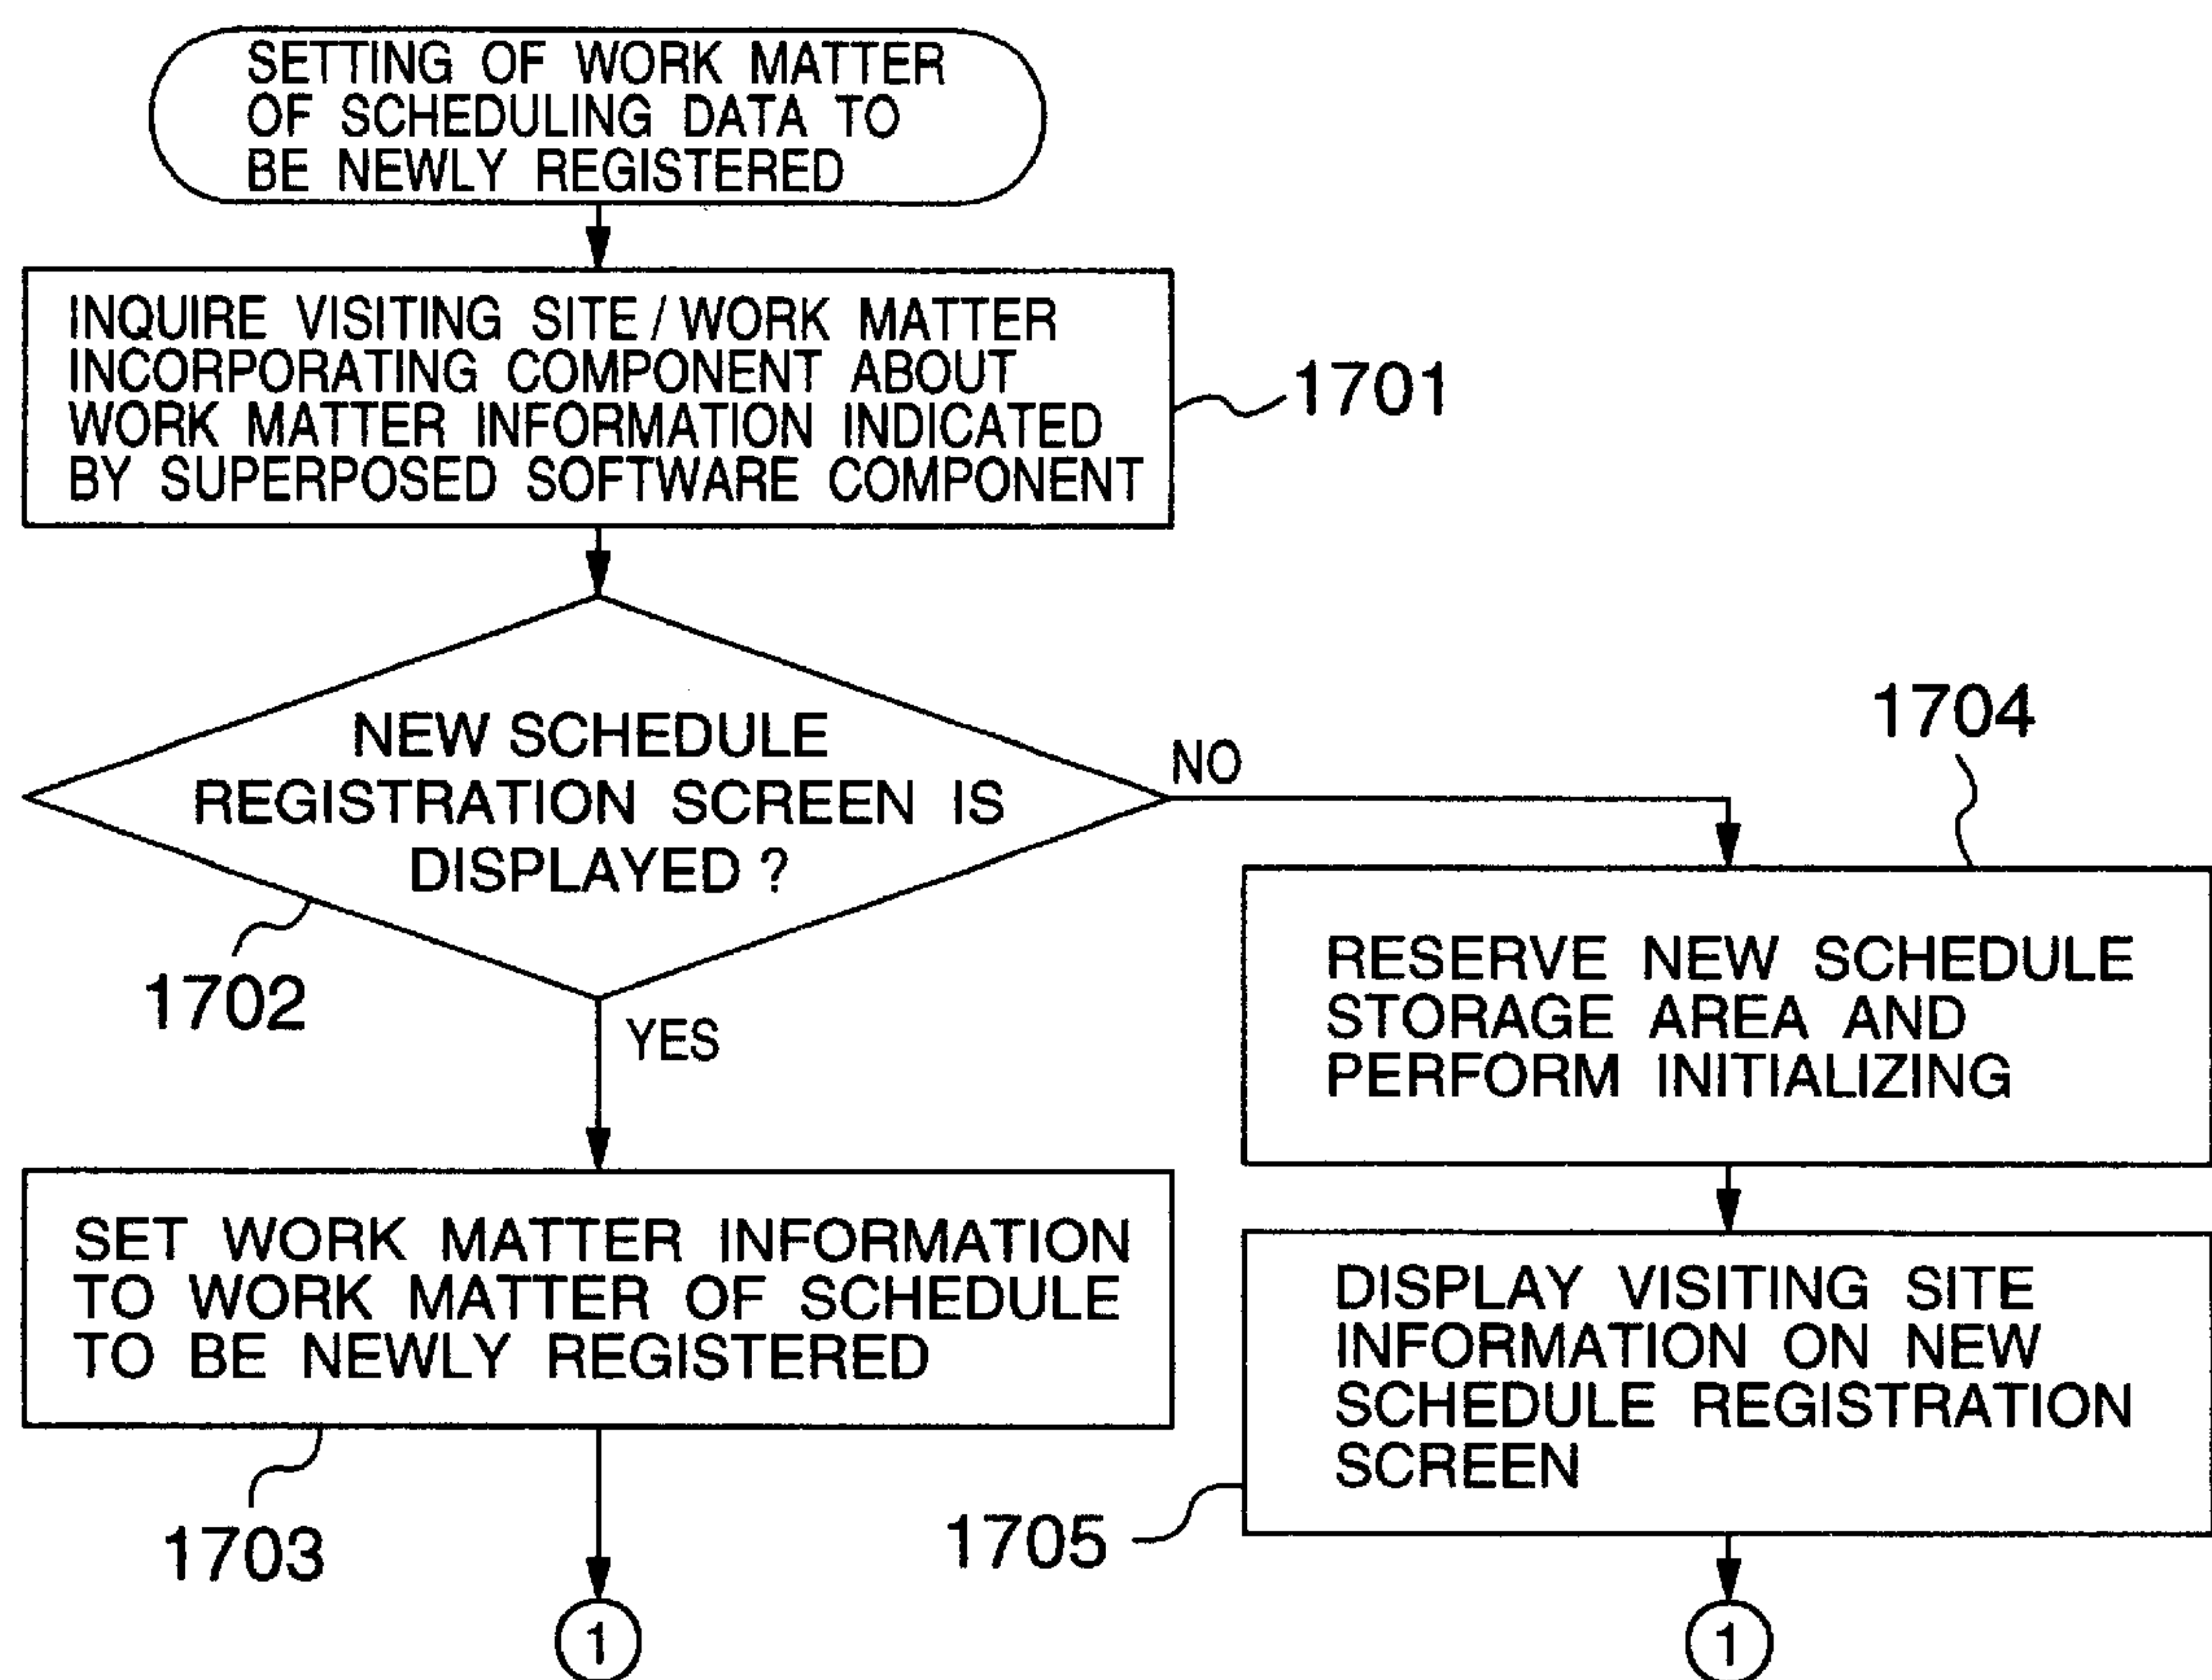 SETTING OF WORK MATTER
OF SCHEDULING DATA TO
BE NEWLY REGISTERED
INQUIRE VISITING SITE / WORK MATTER
INCORPORATING COMPONENT ABOUT
WORK MATTER INFORMATION INDICATED
BY SUPERPOSED SOFTWARE COMPONENT
1701
NEW SCHEDULE
REGISTRATION SCREEN IS
DISPLAYED ?
1702
NO
YES
1704
RESERVE NEW SCHEDULE
STORAGE AREA AND
PERFORM INITIALIZING
SET WORK MATTER INFORMATION
TO WORK MATTER OF SCHEDULE
TO BE NEWLY REGISTERED
1703
DISPLAY VISITING SITE
INFORMATION ON NEW
SCHEDULE REGISTRATION
SCREEN
1705
1
1